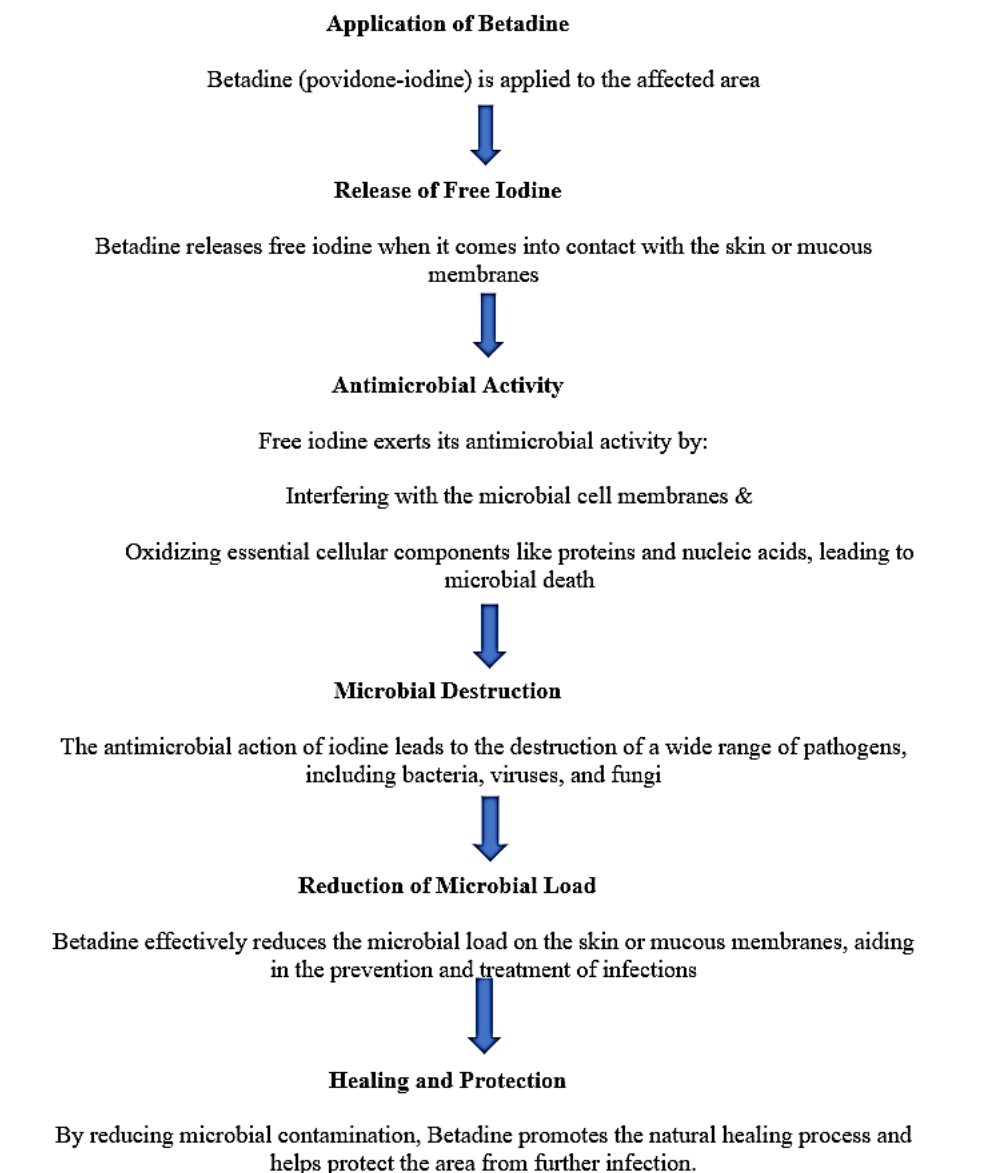 Application of Betadine
Betadine (povidone-iodine) is applied to the affected area
Release of Free Iodine
Betadine releases free iodine when it comes into contact with the skin or mucous
membranes
Antimicrobial Activity
Free iodine exerts its antimicrobial activity by:
Interfering with the microbial cell membranes &
Oxidizing essential cellular components like proteins and nucleic acids, leading to
microbial death
Microbial Destruction
The antimicrobial action of iodine leads to the destruction of a wide range of pathogens,
including bacteria, viruses, and fungi
Reduction of Microbial Load
Betadine effectively reduces the microbial load on the skin or mucous membranes, aiding
in the prevention and treatment of infections
Healing and Protection
By reducing microbial contamination, Betadine promotes the natural healing process and
helps protect the area from further infection.